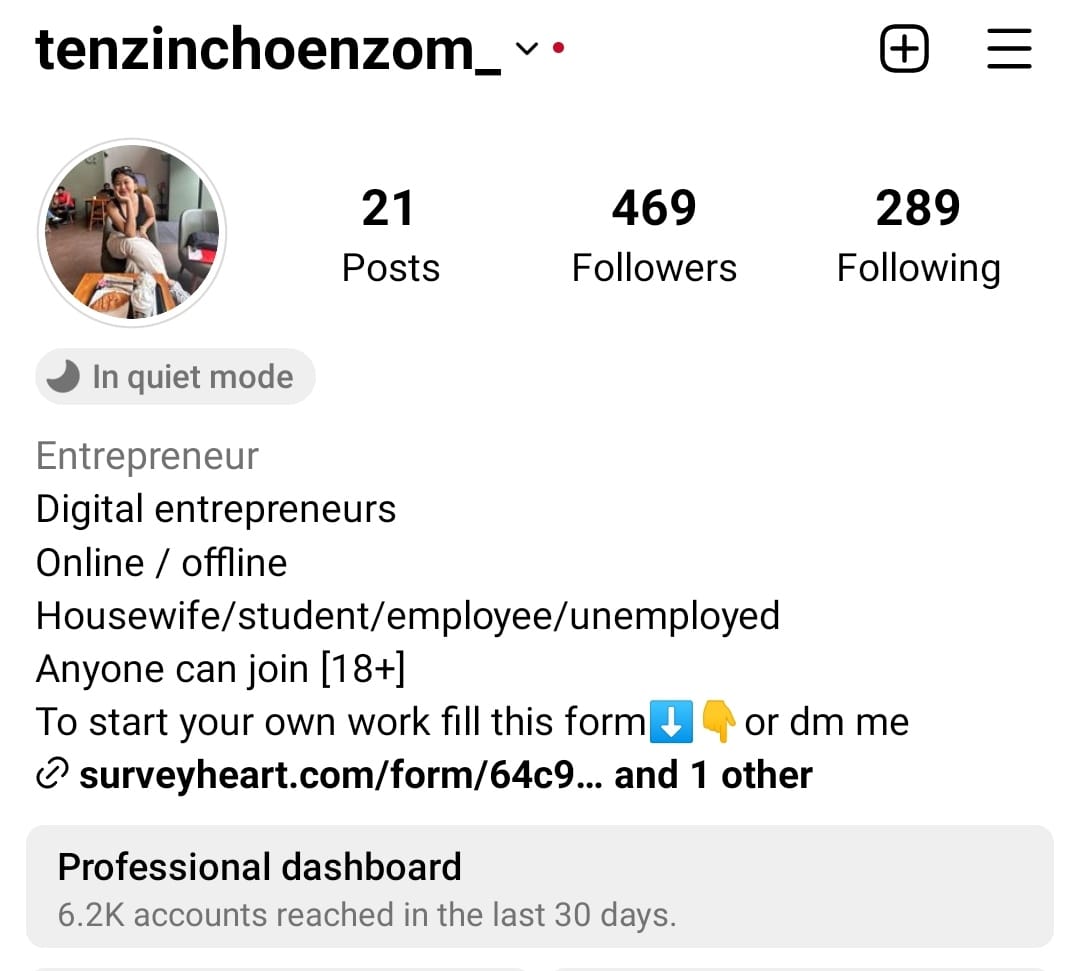 tenzinchoenzom_
21 469 289
Posts Followers Following
In quiet mode
Entrepreneur
Digital entrepreneurs
Online / offline
Housewife/student/employee/unemployed
Anyone can join [18+]
To start your own work fill this form⬇️👇or dm me
surveyheart.com/form/64c9... and 1 other
Professional dashboard
6.2K accounts reached in the last 30 days.